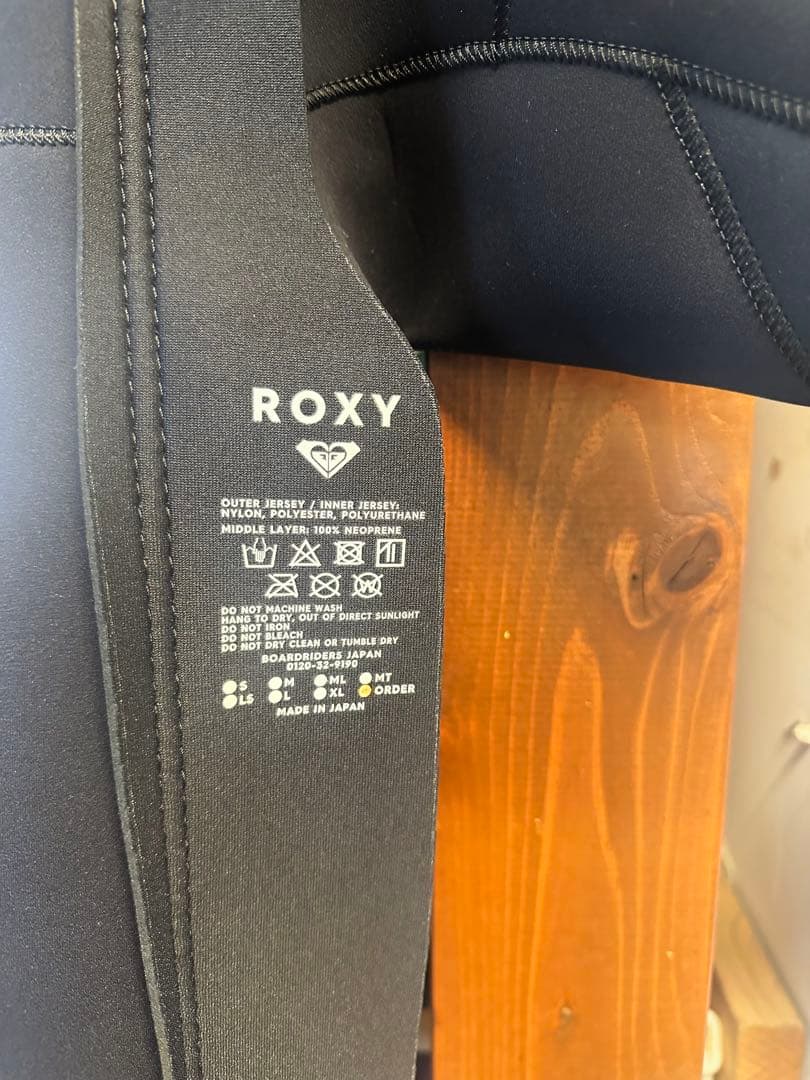 ROXY
OUTER JERSEY / INNER JERSEY:
NYLON, POLYESTER, POLYURETHANE
MIDDLE LAYER: 100% NEOPRENE
W
DO NOT MACHINE WASH
HANG TO DRY, OUT OF DIRECT SUNLIGHT
DO NOT IRON
DO NOT BLEACH
DO NOT DRY CLEAN OR TUMBLE DRY
BOARDRIDERS JAPAN
0120-32-9190
S M ML MT
LS L XL ORDER
MADE IN JAPAN